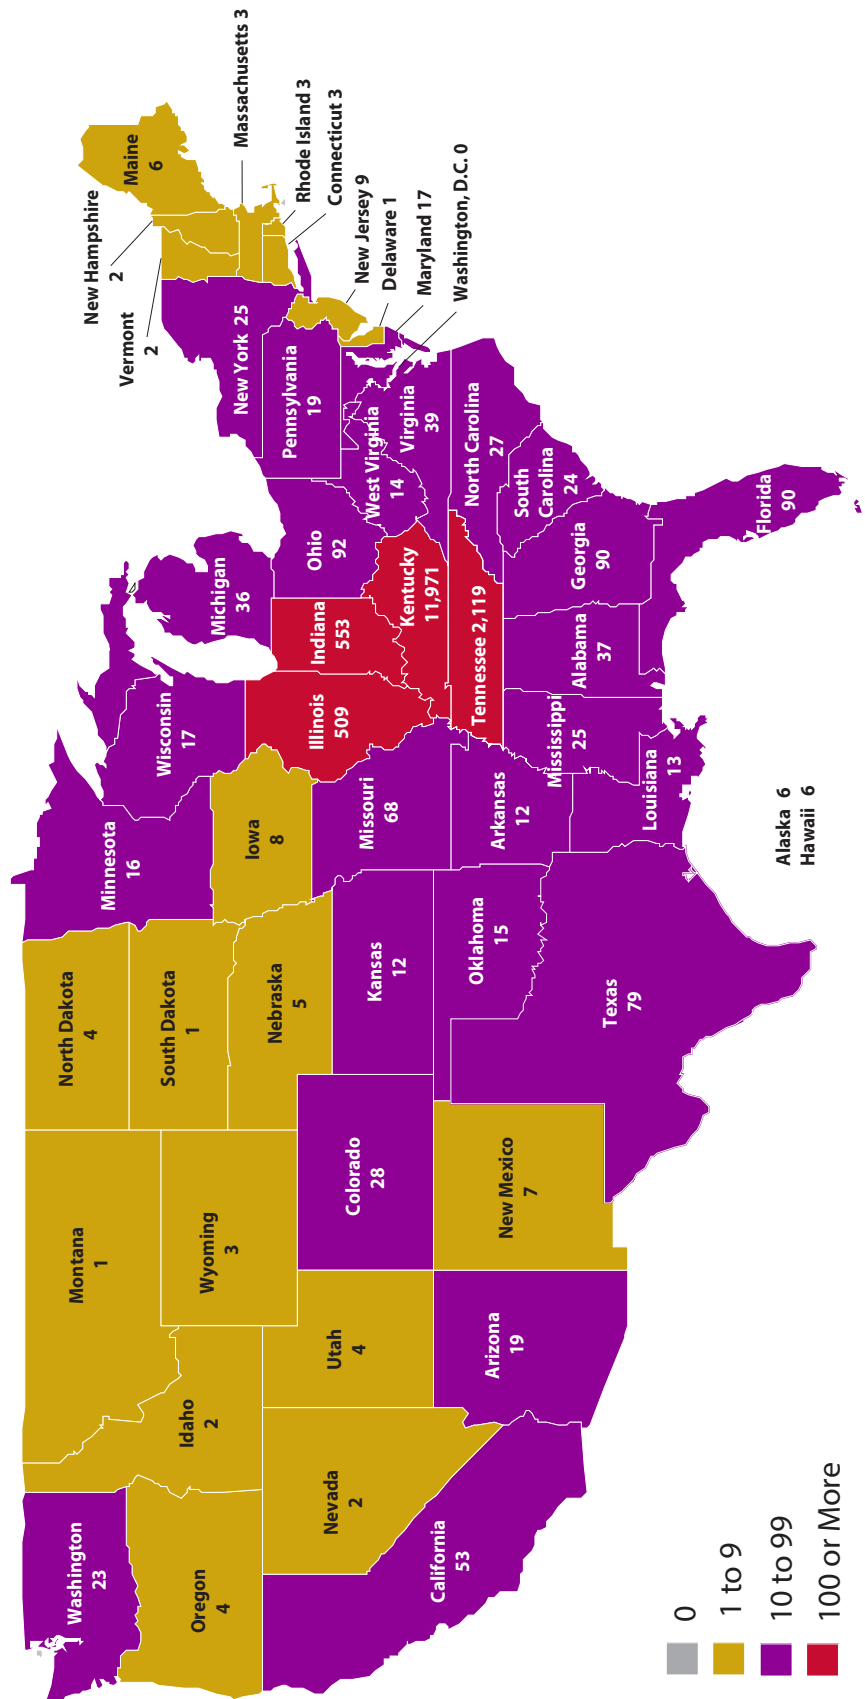 Washington
23
Oregon
4
California
53
Nevada
2
Idaho
2
Montana
1
Wyoming
3
Utah
4
Arizona
19
Colorado
28
New Mexico
7
North Dakota
4
South Dakota
1
Nebraska
5
Kansas
12
Oklahoma
15
Texas
79
Minnesota
16
Iowa
8
Missouri
68
Arkansas
12
Louisiana
13
Wisconsin
17
Illinois
509
Michigan
36
Indiana
553
Ohio
92
Kentucky
11,971
Tennessee 2,119
Mississippi
25
Alabama
37
Georgia
90
Florida
90
South
Carolina
24
North Carolina
27
Virginia
39
West Virginia
14
Pennsylvania
19
New York 25
Vermont
2
New Hampshire
2
Maine
6
Massachusetts 3
Rhode Island 3
Connecticut 3
New Jersey 9
Delaware 1
Maryland 17
Washington, D.C. 0
Alaska 6
Hawaii 6
0
1 to 9
10 to 99
100 or More